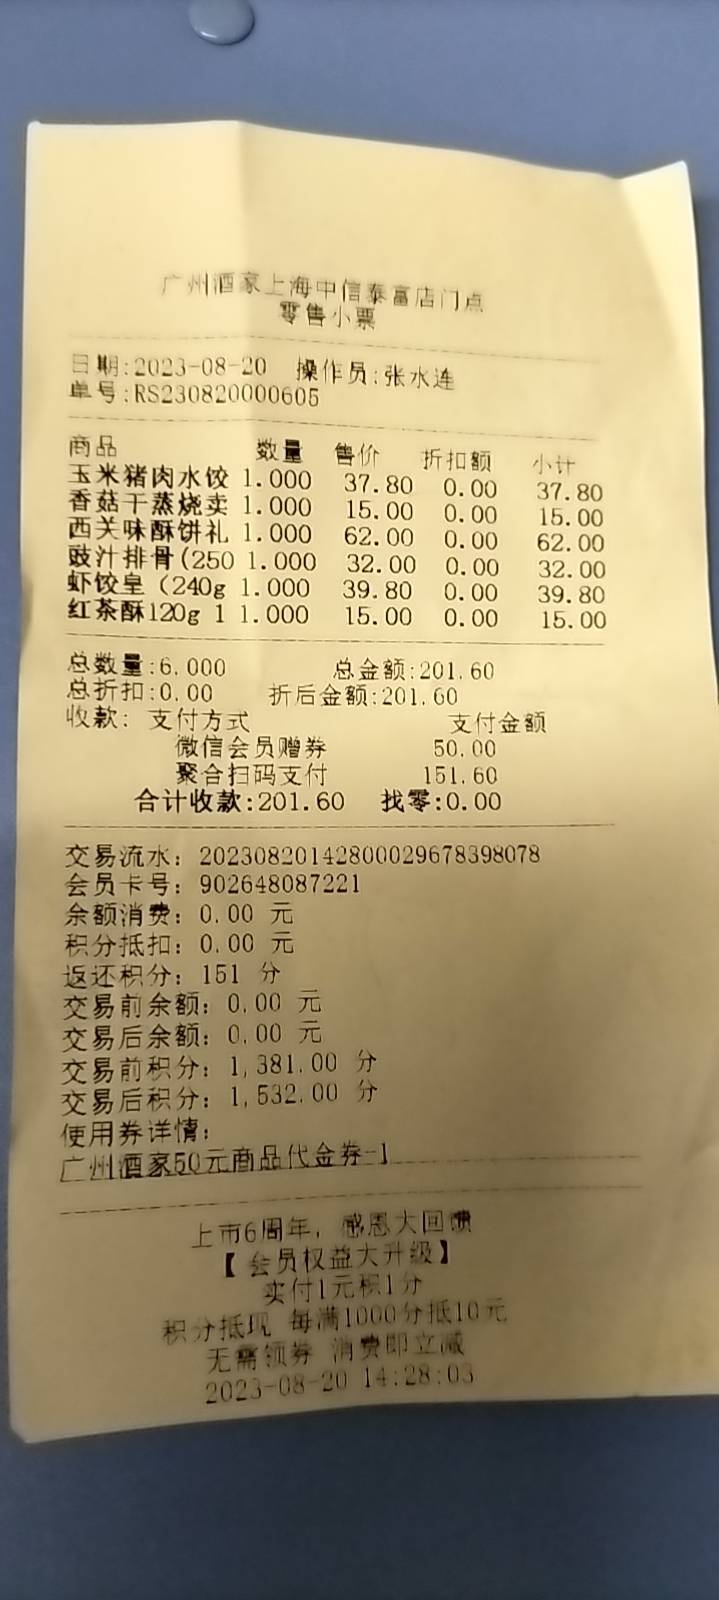 广州酒家上海中信泰富店门点
零售小票
日期:2023-08-20 操作员:张水连
单号:RS230820000605
商品 数量 售价 折扣额 小计
玉米猪肉水饺 1.000 37.80 0.00 37.80
香菇干蒸烧卖 1.000 15.00 0.00 15.00
西关味酥饼礼 1.000 62.00 0.00 62.00
豉汁排骨(250 1.000 32.00 0.00 32.00
虾饺皇（240g 1.000 39.80 0.00 39.80
红茶酥120g 1 1.000 15.00 0.00 15.00
总数量:6.000 总金额:201.60
总折扣:0.00 折后金额:201.60
收款: 支付方式 支付金额
微信会员赠券 50.00
聚合扫码支付 151.60
合计收款:201.60 找零:0.00
交易流水: 202308201428000029678398078
会员卡号: 902648087221
余额消费: 0.00 元
积分抵扣: 0.00 元
返还积分: 151 分
交易前余额: 0.00 元
交易后余额: 0.00 元
交易前积分: 1,381.00 分
交易后积分: 1,532.00 分
使用券详情:
广州酒家50元商品代金券-1
上市6周年，感恩大回馈
【会员权益大升级】
实付1元积1分
积分抵现 每满1000分抵10元
无需领券 消费即立减
2023-08-20 14:28:03